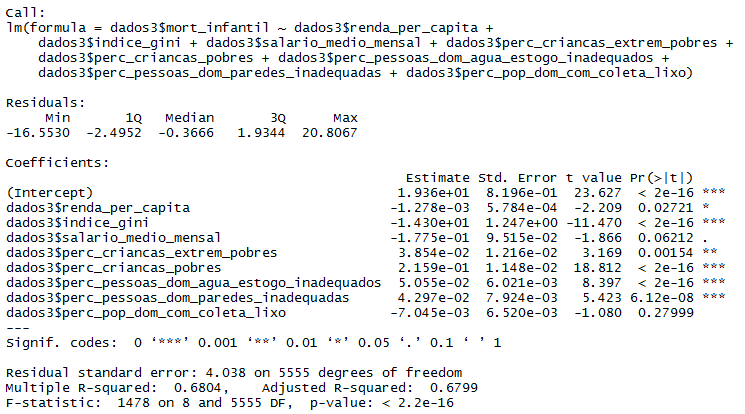 Call:
lm(formula = dados3$mort_infantil ~ dados3$renda_per_capita +
    dados3$indice_gini + dados3$salario_medio_mensal + dados3$perc_criancas_extrem_pobres +
    dados3$perc_criancas_pobres + dados3$perc_pessoas_dom_agua_estogo_inadequados +
    dados3$perc_pessoas_dom_paredes_inadequadas + dados3$perc_pop_dom_com_coleta_lixo)
Residuals:
     Min       1Q   Median       3Q      Max
-16.5530  -2.4952  -0.3666   1.9344  20.8067
Coefficients:
                                                   Estimate Std. Error t value Pr(>|t|)
(Intercept)                                       1.936e+01  8.196e-01  23.627  < 2e-16 ***
dados3$renda_per_capita                          -1.278e-03  5.784e-04  -2.209  0.02721 *
dados3$indice_gini                               -1.430e+01  1.247e+00 -11.470  < 2e-16 ***
dados3$salario_medio_mensal                      -1.775e-01  9.515e-02  -1.866  0.06212 .
dados3$perc_criancas_extrem_pobres                3.854e-02  1.216e-02   3.169  0.00154 **
dados3$perc_criancas_pobres                       2.159e-01  1.148e-02  18.812  < 2e-16 ***
dados3$perc_pessoas_dom_agua_estogo_inadequados   5.055e-02  6.021e-03   8.397  < 2e-16 ***
dados3$perc_pessoas_dom_paredes_inadequadas       4.297e-02  7.924e-03   5.423 6.12e-08 ***
dados3$perc_pop_dom_com_coleta_lixo              -7.045e-03  6.520e-03  -1.080  0.27999
---
Signif. codes:  0 ‘***’ 0.001 ‘**’ 0.01 ‘*’ 0.05 ‘.’ 0.1 ‘ ’ 1
Residual standard error: 4.038 on 5555 degrees of freedom
Multiple R-squared:  0.6804,    Adjusted R-squared:  0.6799
F-statistic:  1478 on 8 and 5555 DF,  p-value: < 2.2e-16